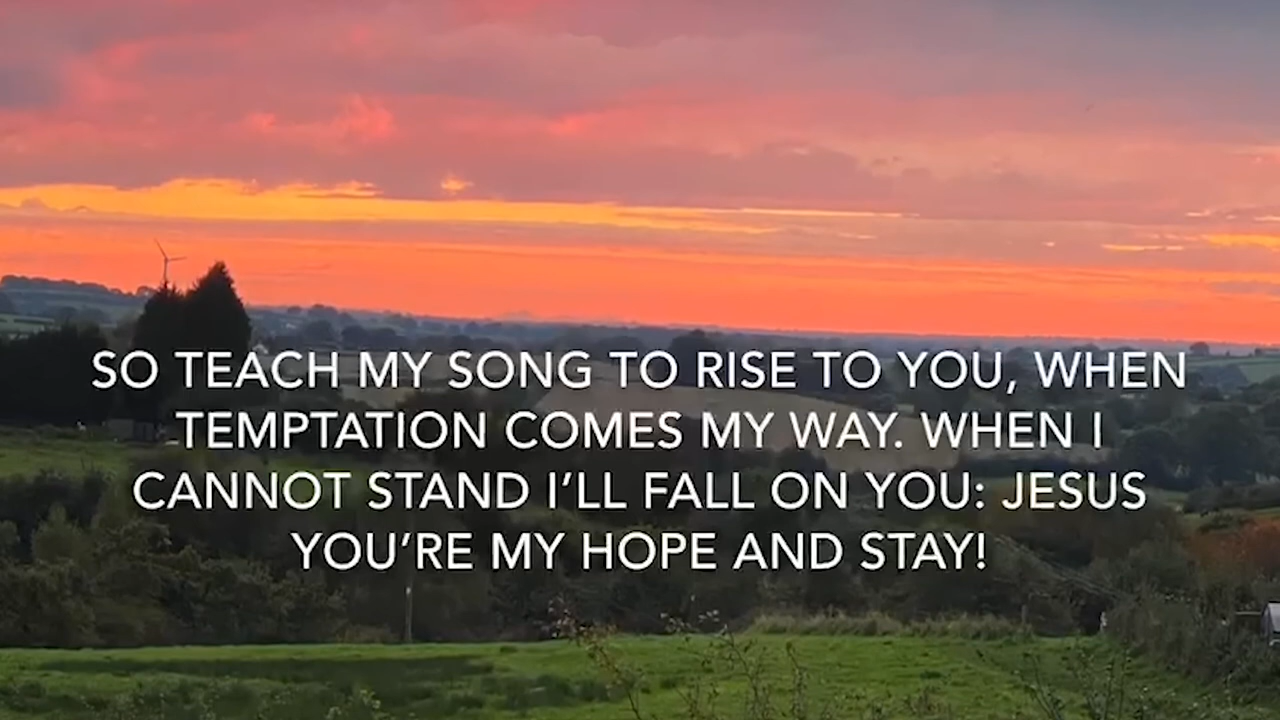 SO TEACH MY SONG TO RISE TO YOU, WHEN
TEMPTATION COMES MY WAY. WHEN I
CANNOT STAND I’LL FALL ON YOU: JESUS
YOU’RE MY HOPE AND STAY!